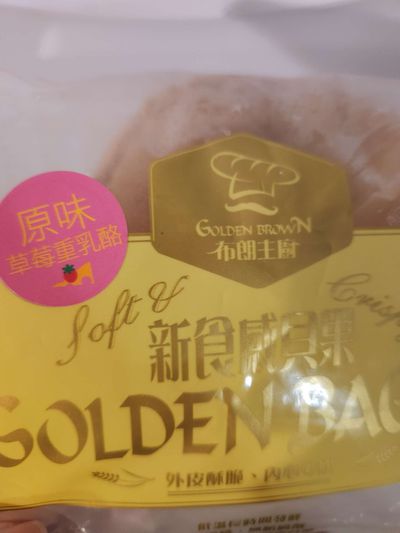 原味
草莓重乳酪
GOLDEN BROWN
布朗主廚
Soft & Crispy
新食感貝果
GOLDEN BAG
外皮酥脆、內